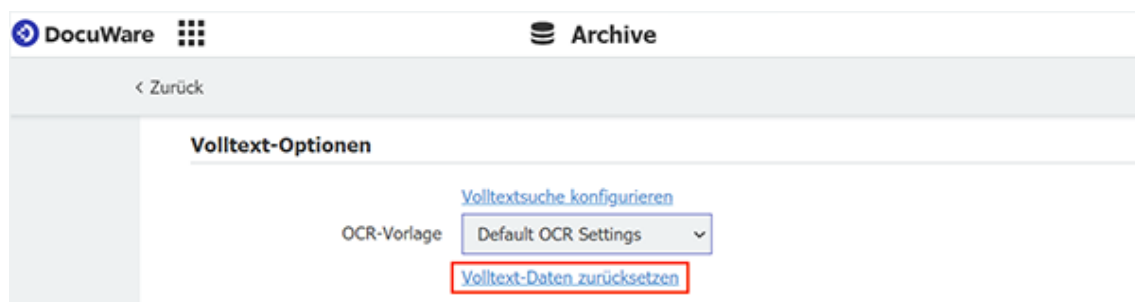 DocuWare
Archive
< Zurück
Volltext-Optionen
Volltextsuche konfigurieren
OCR-Vorlage Default OCR Settings
Volltext-Daten zurücksetzen